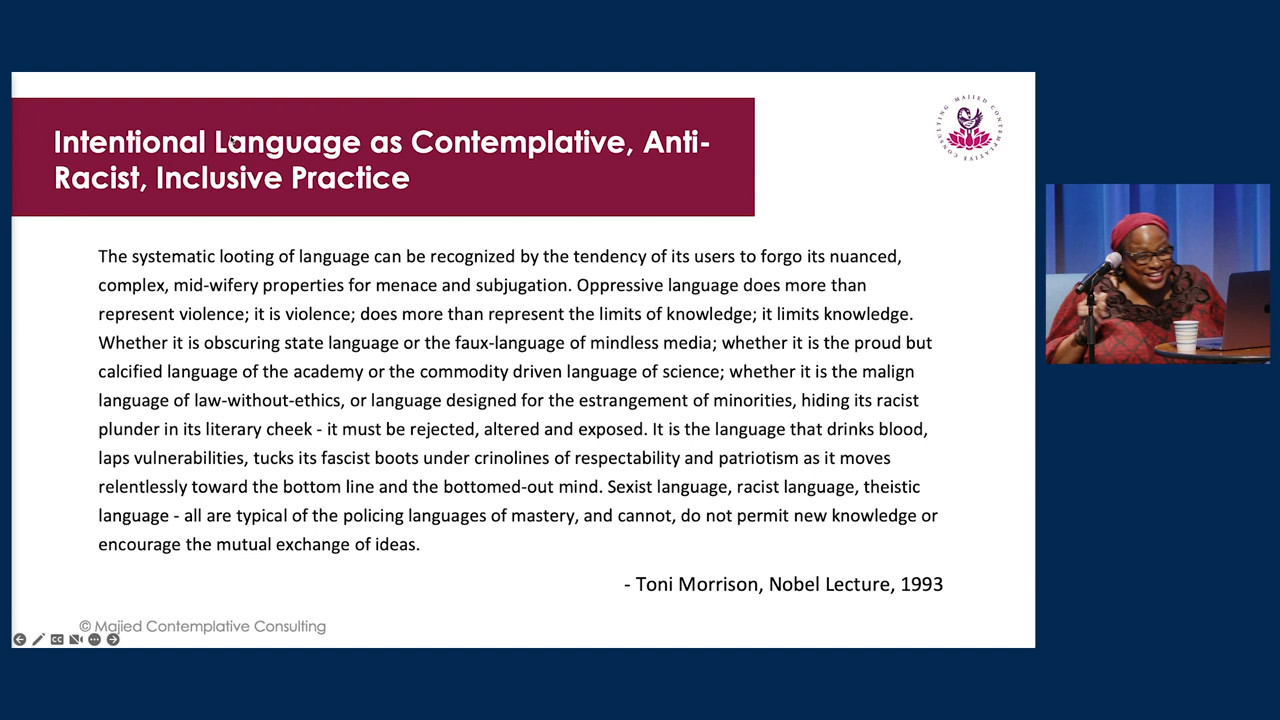 Intentional Language as Contemplative, Anti-
Racist, Inclusive Practice
MAJIED CONTEMPLATIVE CONSULTING
The systematic looting of language can be recognized by the tendency of its users to forgo its nuanced,
complex, mid-wifery properties for menace and subjugation. Oppressive language does more than
represent violence; it is violence; does more than represent the limits of knowledge; it limits knowledge.
Whether it is obscuring state language or the faux-language of mindless media; whether it is the proud but
calcified language of the academy or the commodity driven language of science; whether it is the malign
language of law-without-ethics, or language designed for the estrangement of minorities, hiding its racist
plunder in its literary cheek - it must be rejected, altered and exposed. It is the language that drinks blood,
laps vulnerabilities, tucks its fascist boots under crinolines of respectability and patriotism as it moves
relentlessly toward the bottom line and the bottomed-out mind. Sexist language, racist language, theistic
language - all are typical of the policing languages of mastery, and cannot, do not permit new knowledge or
encourage the mutual exchange of ideas.
- Toni Morrison, Nobel Lecture, 1993
© Majied Contemplative Consulting
CC